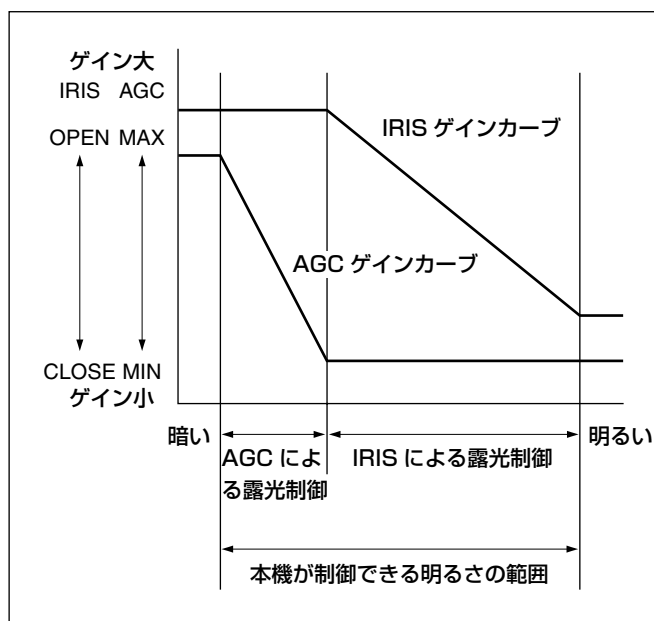 ゲイン大
IRIS AGC
OPEN MAX
IRIS ゲインカーブ
AGC ゲインカーブ
CLOSE MIN
ゲイン小
暗い
AGC によ
る露光制御
IRIS による露光制御
明るい
本機が制御できる明るさの範囲